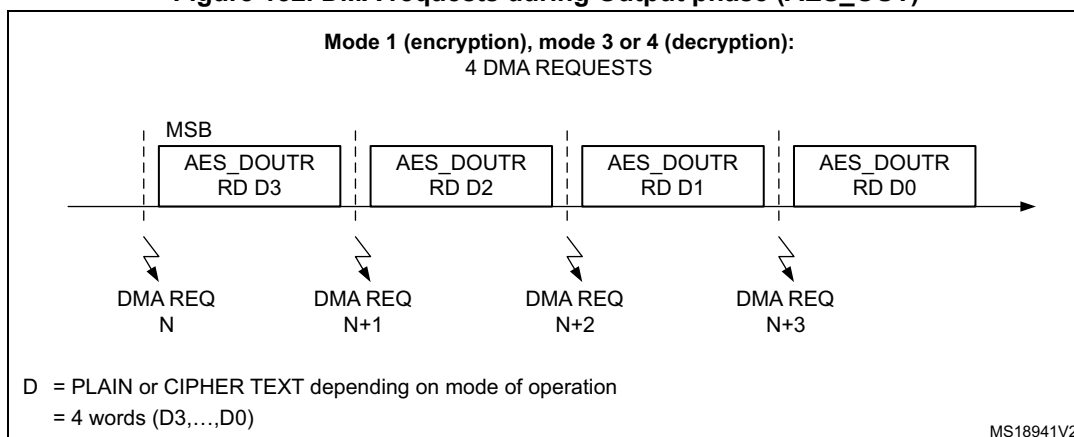 Figure 162. DMA requests during Output phase (AES_OUT)
Mode 1 (encryption), mode 3 or 4 (decryption):
4 DMA REQUESTS
MSB
AES_DOUTR
RD D3
AES_DOUTR
RD D2
AES_DOUTR
RD D1
AES_DOUTR
RD D0
DMA REQ
N
DMA REQ
N+1
DMA REQ
N+2
DMA REQ
N+3
D = PLAIN or CIPHER TEXT depending on mode of operation
= 4 words (D3,…,D0)
MS18941V2